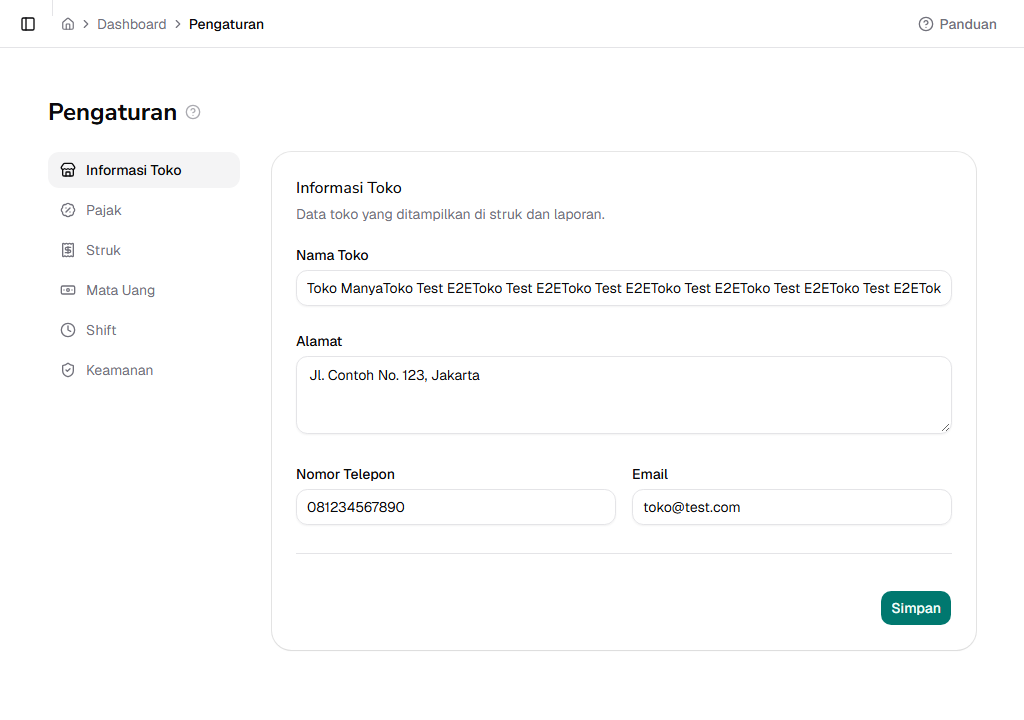 Dashboard > Pengaturan
Panduan
Pengaturan
Informasi Toko
Pajak
Struk
Mata Uang
Shift
Keamanan
Informasi Toko
Data toko yang ditampilkan di struk dan laporan.
Nama Toko
Toko ManyaToko Test E2EToko Test E2EToko Test E2EToko Test E2EToko Test E2EToko Test E2ETok
Alamat
Jl. Contoh No. 123, Jakarta
Nomor Telepon
081234567890
Email
toko@test.com
Simpan